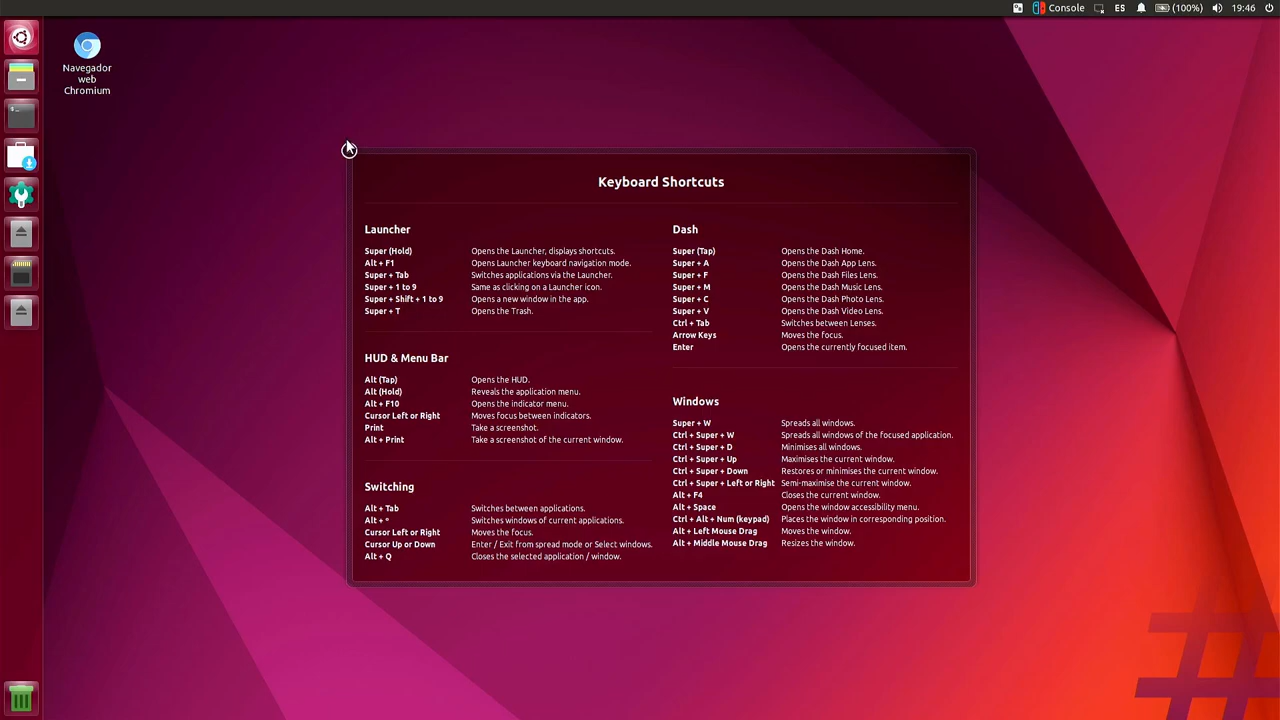 Console ES (100%) 19:46
Navegador
web
Chromium
Keyboard Shortcuts
Launcher
Super (Hold) Opens the Launcher, displays shortcuts.
Alt + F1 Opens Launcher keyboard navigation mode.
Super + Tab Switches applications via the Launcher.
Super + 1 to 9 Same as clicking on a Launcher icon.
Super + Shift + 1 to 9 Opens a new window in the app.
Super + T Opens the Trash.
HUD & Menu Bar
Alt (Tap) Opens the HUD.
Alt (Hold) Reveals the application menu.
Alt + F10 Opens the indicator menu.
Cursor Left or Right Moves focus between indicators.
Print Take a screenshot.
Alt + Print Take a screenshot of the current window.
Switching
Alt + Tab Switches between applications.
Alt + º Switches windows of current applications.
Cursor Left or Right Moves the focus.
Cursor Up or Down Enter / Exit from spread mode or Select windows.
Alt + Q Closes the selected application / window.
Dash
Super (Tap) Opens the Dash Home.
Super + A Opens the Dash App Lens.
Super + F Opens the Dash Files Lens.
Super + M Opens the Dash Music Lens.
Super + C Opens the Dash Photo Lens.
Super + V Opens the Dash Video Lens.
Ctrl + Tab Switches between Lenses.
Arrow Keys Moves the focus.
Enter Opens the currently focused item.
Windows
Super + W Spreads all windows.
Ctrl + Super + W Spreads all windows of the focused application.
Ctrl + Super + D Minimises all windows.
Ctrl + Super + Up Maximises the current window.
Ctrl + Super + Down Restores or minimises the current window.
Ctrl + Super + Left or Right Semi-maximise the current window.
Alt + F4 Closes the current window.
Alt + Space Opens the window accessibility menu.
Ctrl + Alt + Num (keypad) Places the window in corresponding position.
Alt + Left Mouse Drag Moves the window.
Alt + Middle Mouse Drag Resizes the window.
#